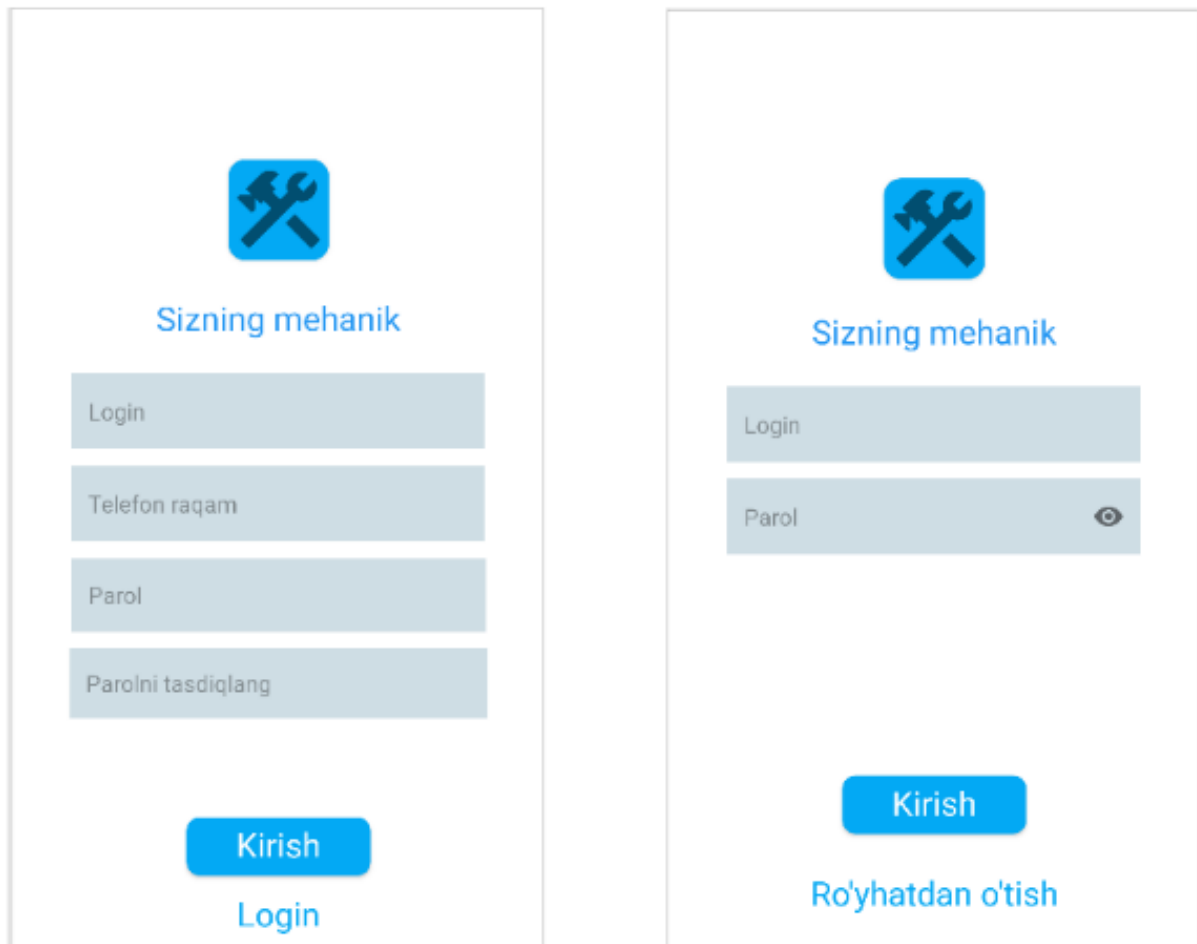 Sizning mehanik
Login
Telefon raqam
Parol
Parolni tasdiqlang
Kirish
Login
Sizning mehanik
Login
Parol
Kirish
Ro'yhatdan o'tish